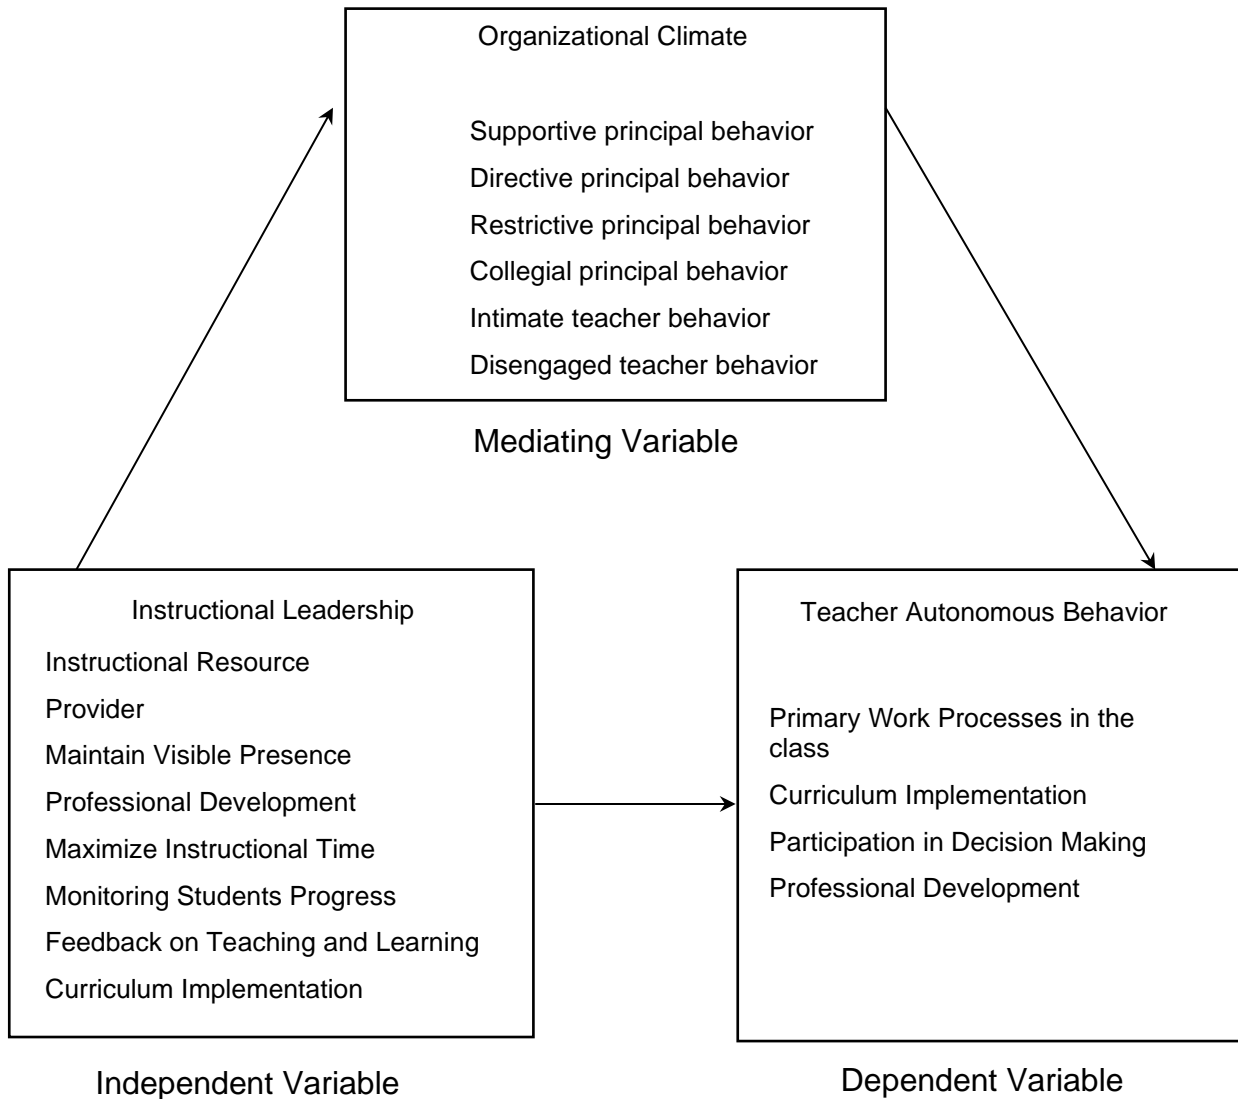 Organizational Climate
Supportive principal behavior
Directive principal behavior
Restrictive principal behavior
Collegial principal behavior
Intimate teacher behavior
Disengaged teacher behavior
Mediating Variable
Instructional Leadership
Instructional Resource
Provider
Maintain Visible Presence
Professional Development
Maximize Instructional Time
Monitoring Students Progress
Feedback on Teaching and Learning
Curriculum Implementation
Independent Variable
Teacher Autonomous Behavior
Primary Work Processes in the
class
Curriculum Implementation
Participation in Decision Making
Professional Development
Dependent Variable